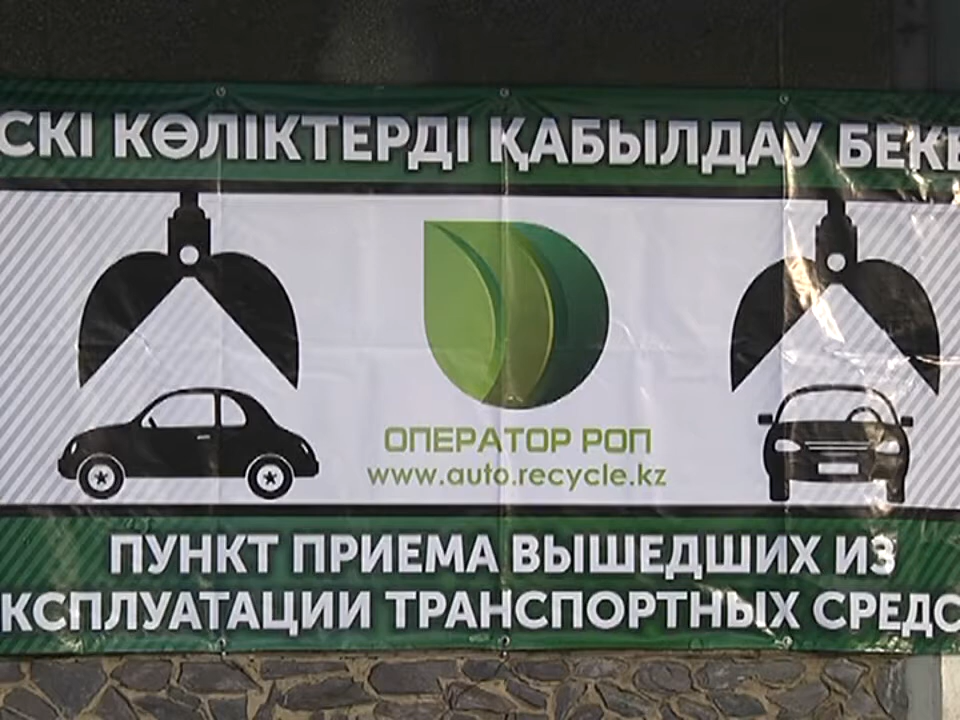 СКІ КӨЛІКТЕРДІ ҚАБЫЛДАУ БЕКЕ
ОПЕРАТОР РОП
www.auto.recycle.kz
ПУНКТ ПРИЕМА ВЫШЕДШИХ ИЗ
КСПЛУАТАЦИИ ТРАНСПОРТНЫХ СРЕДС